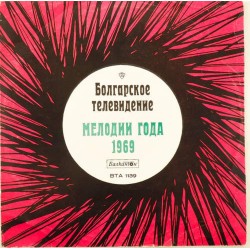 Болгарское
телевидение
МЕЛОДИИ ГОДА
1969
Балкантон
ВТА 1139